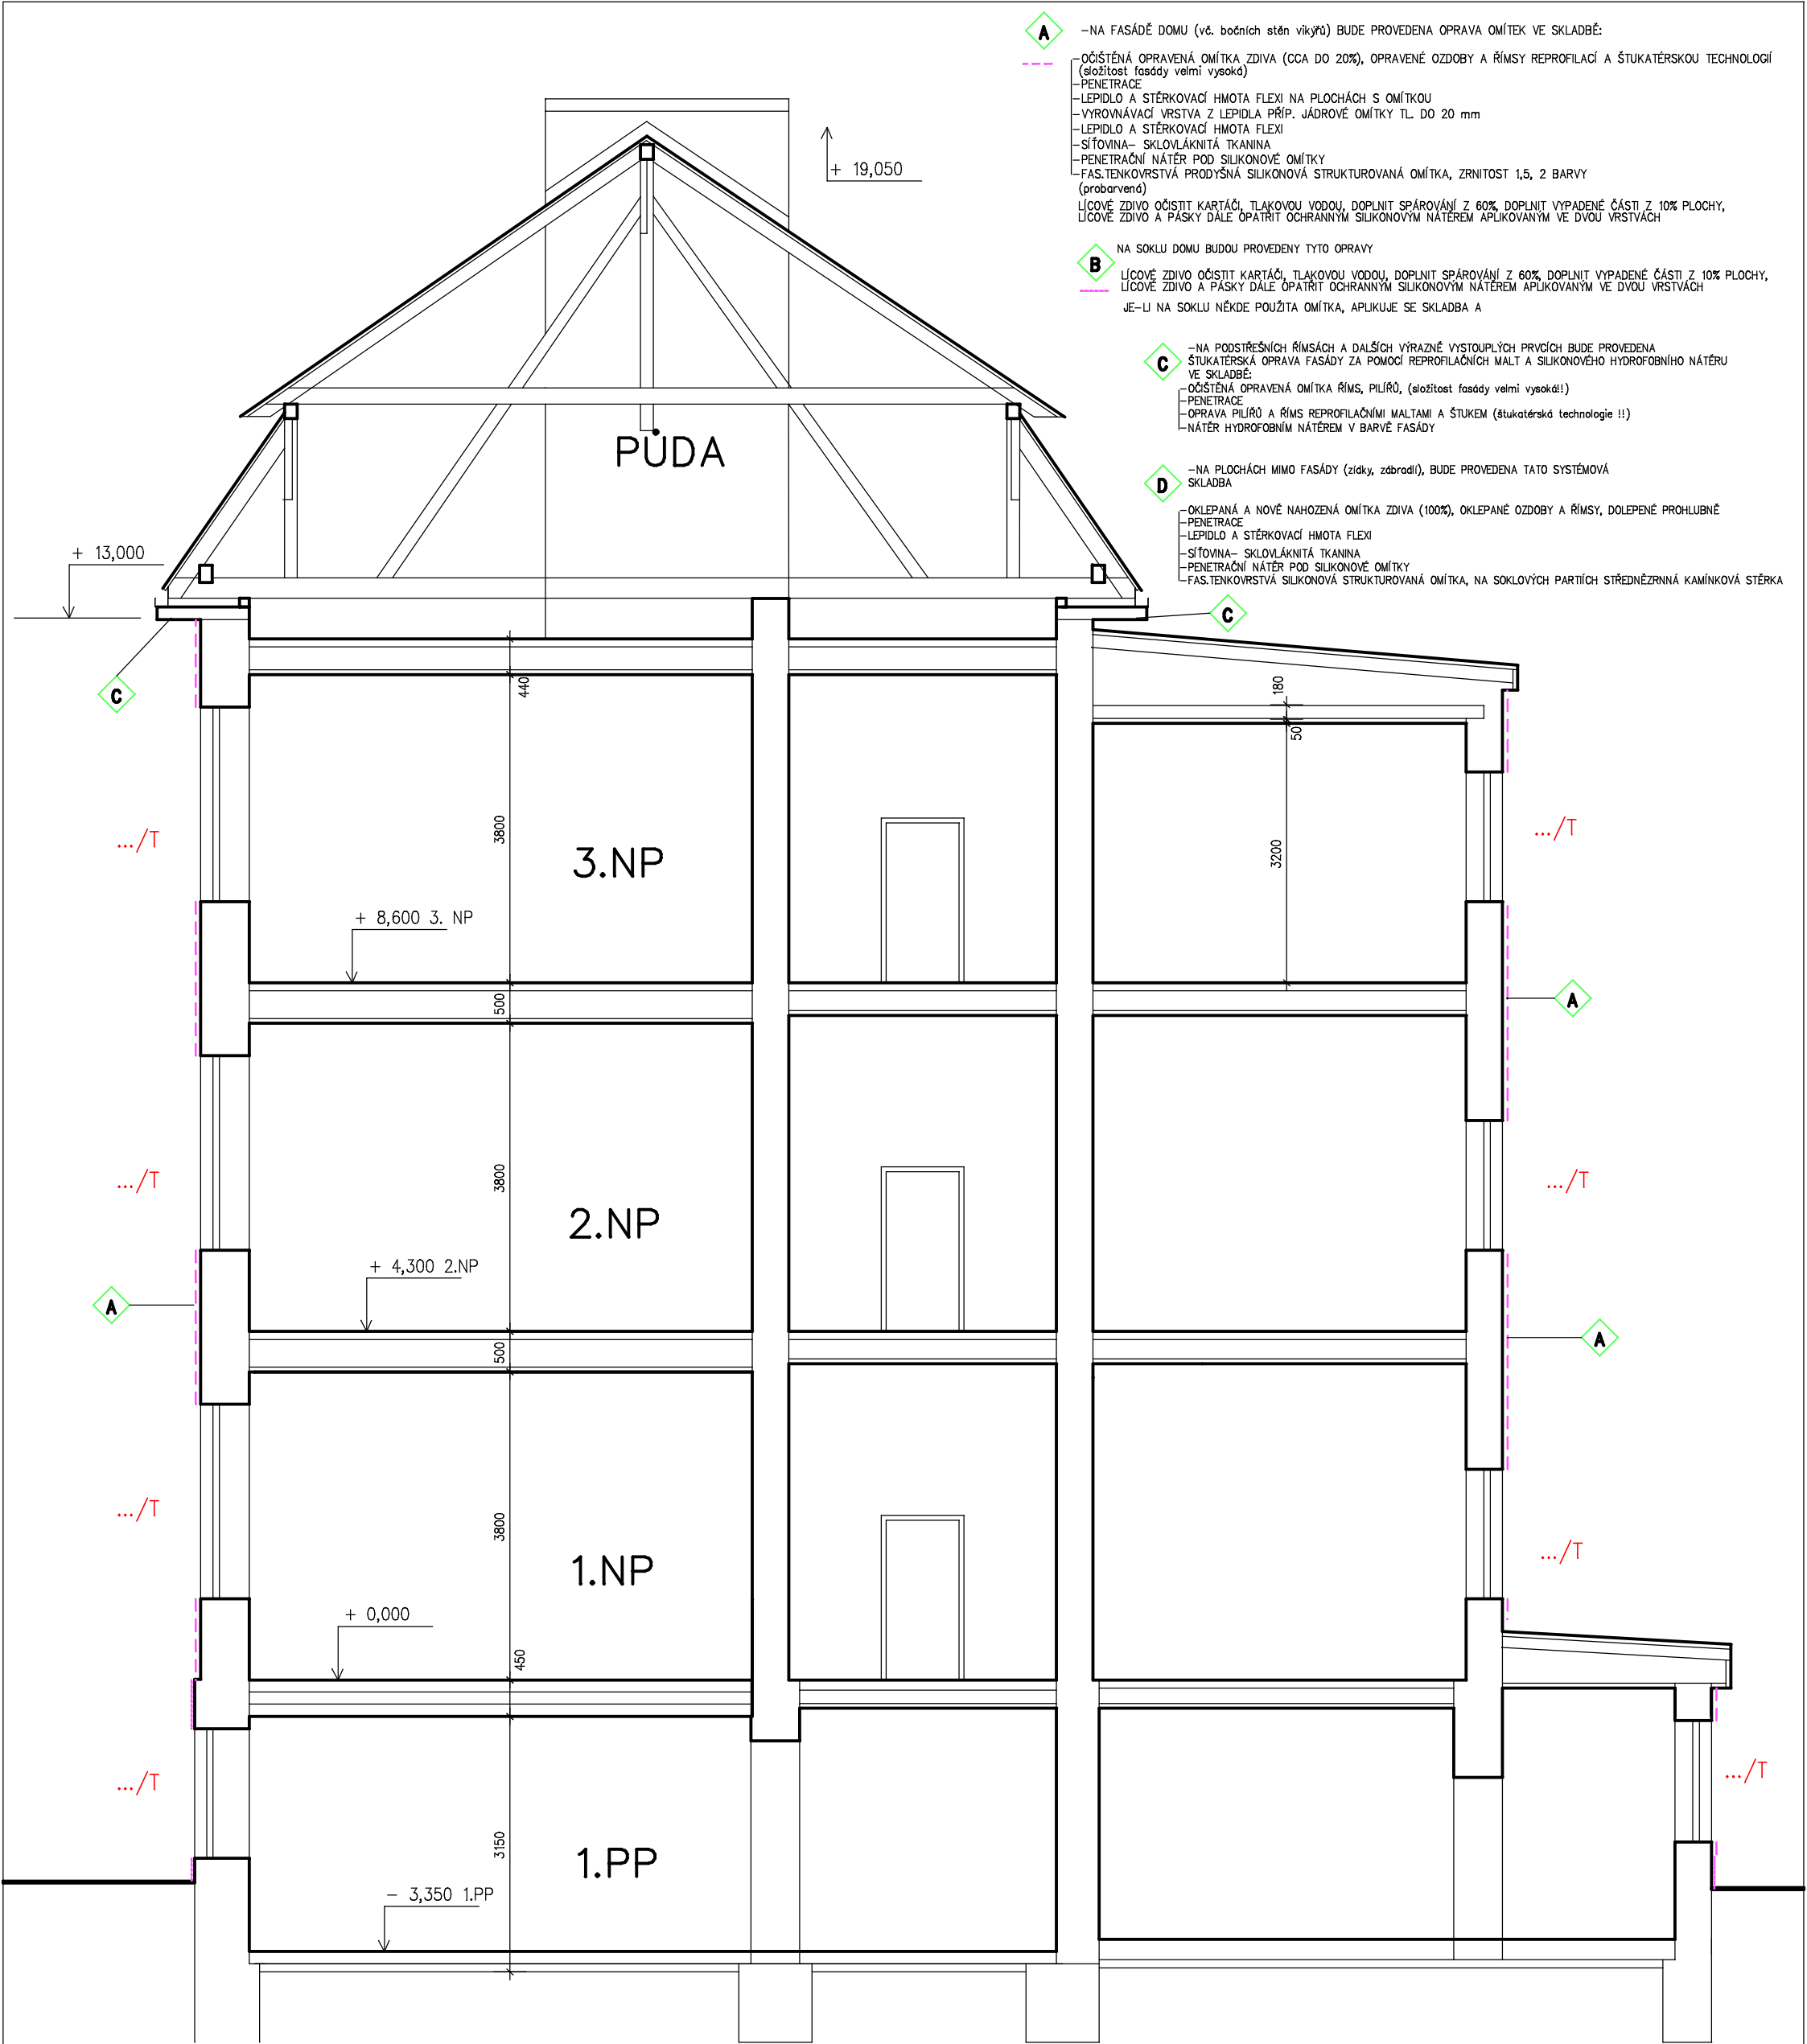 A
-NA FASÁDĚ DOMU (vč. bočních stěn vikýřů) BUDE PROVEDENA OPRAVA OMÍTEK VE SKLADBĚ:
-OČIŠTĚNÁ OPRAVENÁ OMÍTKA ZDIVA (CCA DO 20%), OPRAVENÉ OZDOBY A ŘÍMSY REPROFILACÍ A ŠTUKATÉRSKOU TECHNOLOGIÍ
(složitost fasády velmi vysoká)
-PENETRACE
-LEPIDLO A STĚRKOVACÍ HMOTA FLEXI NA PLOCHÁCH S OMÍTKOU
-VYROVNÁVACÍ VRSTVA Z LEPIDLA PŘÍP. JÁDROVÉ OMÍTKY TL. DO 20 mm
-LEPIDLO A STĚRKOVACÍ HMOTA FLEXI
-SÍŤOVINA- SKLOVLÁKNITÁ TKANINA
-PENETRAČNÍ NÁTĚR POD SILIKONOVÉ OMÍTKY
-FAS.TENKOVRSTVÁ PRODYŠNÁ SILIKONOVÁ STRUKTUROVANÁ OMÍTKA, ZRNITOST 1,5, 2 BARVY
(probarvená)
LÍCOVÉ ZDIVO OČISTIT KARTÁČI, TLAKOVOU VODOU, DOPLNIT SPÁROVÁNÍ Z 60%, DOPLNIT VYPADENÉ ČÁSTI Z 10% PLOCHY,
LÍCOVÉ ZDIVO A PÁSKY DÁLE OPATŘIT OCHRANNÝM SILIKONOVÝM NÁTĚREM APLIKOVANÝM VE DVOU VRSTVÁCH
B
NA SOKLU DOMU BUDOU PROVEDENY TYTO OPRAVY
LÍCOVÉ ZDIVO OČISTIT KARTÁČI, TLAKOVOU VODOU, DOPLNIT SPÁROVÁNÍ Z 60%, DOPLNIT VYPADENÉ ČÁSTI Z 10% PLOCHY,
LÍCOVÉ ZDIVO A PÁSKY DÁLE OPATŘIT OCHRANNÝM SILIKONOVÝM NÁTĚREM APLIKOVANÝM VE DVOU VRSTVÁCH
JE-LI NA SOKLU NĚKDE POUŽITA OMÍTKA, APLIKUJE SE SKLADBA A
C
-NA PODSTŘEŠNÍCH ŘÍMSÁCH A DALŠÍCH VÝRAZNĚ VYSTOUPLÝCH PRVCÍCH BUDE PROVEDENA
ŠTUKATÉRSKÁ OPRAVA FASÁDY ZA POMOCÍ REPROFILAČNÍCH MALT A SILIKONOVÉHO HYDROFOBNÍHO NÁTĚRU
VE SKLADBĚ:
-OČIŠTĚNÁ OPRAVENÁ OMÍTKA ŘÍMS, PILÍŘŮ, (složitost fasády velmi vysoká!!)
-PENETRACE
-OPRAVA PILÍŘŮ A ŘÍMS REPROFILAČNÍMI MALTAMI A ŠTUKEM (štukatérská technologie !!)
-NÁTĚR HYDROFOBNÍM NÁTĚREM V BARVĚ FASÁDY
D
-NA PLOCHÁCH MIMO FASÁDY (zídky, zábradlí), BUDE PROVEDENA TATO SYSTÉMOVÁ
SKLADBA
-OKLEPANÁ A NOVĚ NAHOZENÁ OMÍTKA ZDIVA (100%), OKLEPANÉ OZDOBY A ŘÍMSY, DOLEPENÉ PROHLUBNĚ
-PENETRACE
-LEPIDLO A STĚRKOVACÍ HMOTA FLEXI
-SÍŤOVINA- SKLOVLÁKNITÁ TKANINA
-PENETRAČNÍ NÁTĚR POD SILIKONOVÉ OMÍTKY
-FAS.TENKOVRSTVÁ SILIKONOVÁ STRUKTUROVANÁ OMÍTKA, NA SOKLOVÝCH PARTIÍCH STŘEDNĚZRNNÁ KAMÍNKOVÁ STĚRKA
+ 19,050
PŮDA
+ 13,000
C
C
440
180
50
3800
3200
.../T
.../T
3.NP
+ 8,600 3. NP
500
A
3800
.../T
.../T
2.NP
+ 4,300 2.NP
A
A
500
3800
.../T
.../T
1.NP
+ 0,000
450
.../T
.../T
3150
1.PP
- 3,350 1.PP